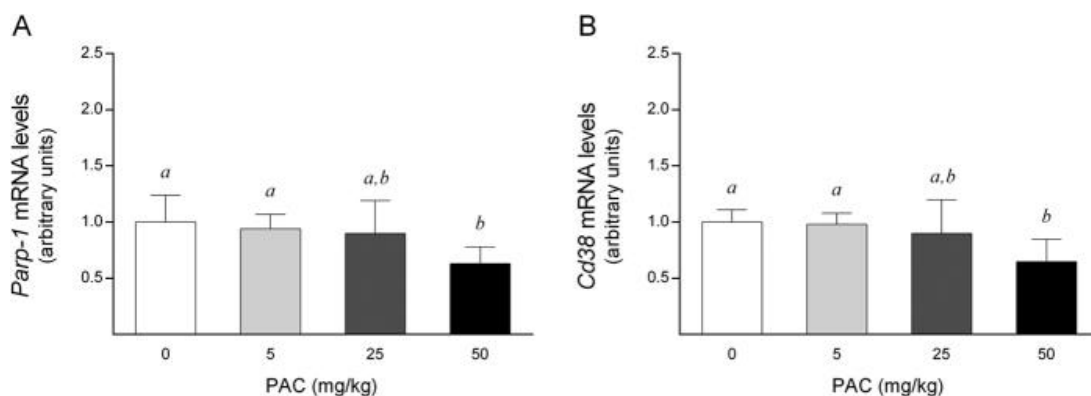 A
Parp-1 mRNA levels
(arbitrary units)
2.5
2.0
1.5
1.0
0.5
a
a
a,b
b
0
5
25
50
PAC (mg/kg)
B
Cd38 mRNA levels
(arbitrary units)
2.5
2.0
1.5
1.0
0.5
a
a
a,b
b
0
5
25
50
PAC (mg/kg)